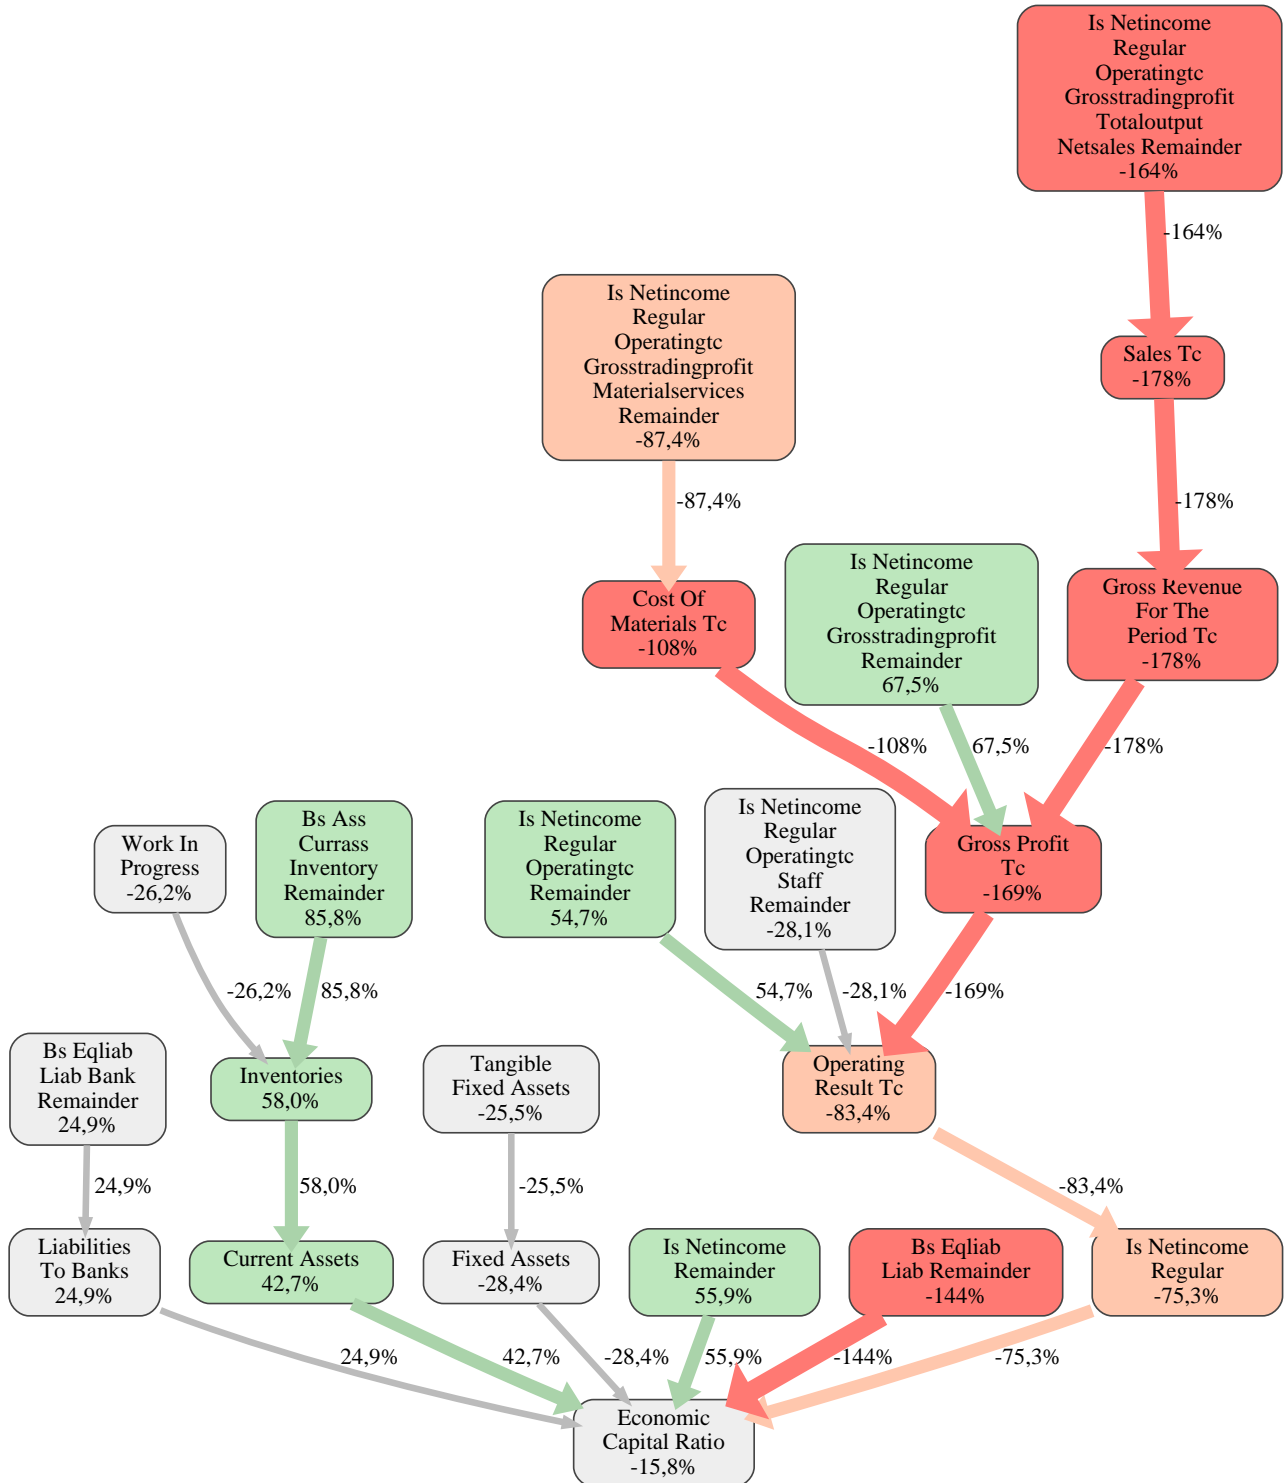 Is Netincome
Regular
Operatingtc
Grosstradingprofit
Totaloutput
Netsales Remainder
-164%
-164%
Is Netincome
Regular
Operatingtc
Grosstradingprofit
Materialservices
Remainder
-87,4%
Sales Tc
-178%
-87,4%
-178%
Is Netincome
Regular
Operatingtc
Grosstradingprofit
Remainder
67,5%
Cost Of
Materials Tc
-108%
Gross Revenue
For The
Period Tc
-178%
-108%
67,5%
-178%
Work In
Progress
-26,2%
Bs Ass
Currass
Inventory
Remainder
85,8%
Is Netincome
Regular
Operatingtc
Remainder
54,7%
Is Netincome
Regular
Operatingtc
Staff
Remainder
-28,1%
Gross Profit
Tc
-169%
-26,2%
85,8%
54,7%
-28,1%
-169%
Bs Eqliab
Liab Bank
Remainder
24,9%
Inventories
58,0%
Tangible
Fixed Assets
-25,5%
Operating
Result Tc
-83,4%
24,9%
58,0%
-25,5%
-83,4%
Liabilities
To Banks
24,9%
Current Assets
42,7%
Fixed Assets
-28,4%
Is Netincome
Remainder
55,9%
Bs Eqliab
Liab Remainder
-144%
Is Netincome
Regular
-75,3%
24,9%
42,7%
-28,4%
55,9%
-144%
-75,3%
Economic
Capital Ratio
-15,8%